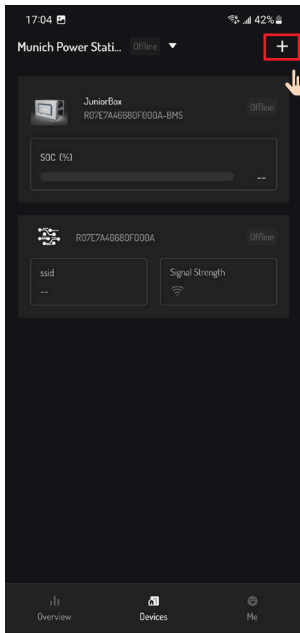 17:04 42%
Munich Power Stati... Offline
JuniorBox Offline
R07E7A46680F000A-BMS
SOC (%)
--
R07E7A46680F000A Offline
ssid Signal Strength
--
Overview Devices Me